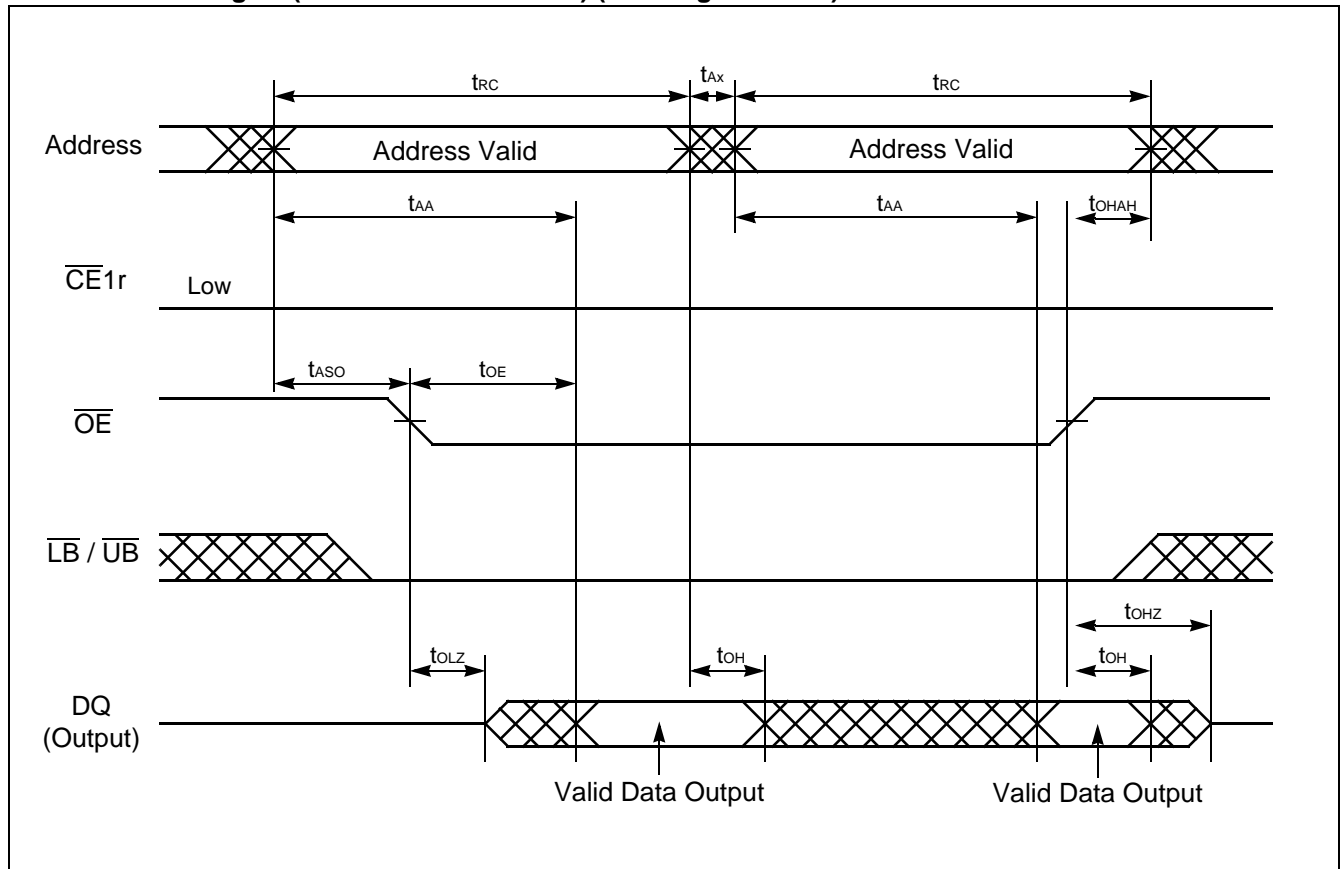 tRC tAx tRC
Address Address Valid Address Valid
tAA tAA tOHAH
CE1r Low
tASO tOE
OE
LB / UB
tOHZ
tOLZ tOH tOH
DQ
(Output)
Valid Data Output Valid Data Output